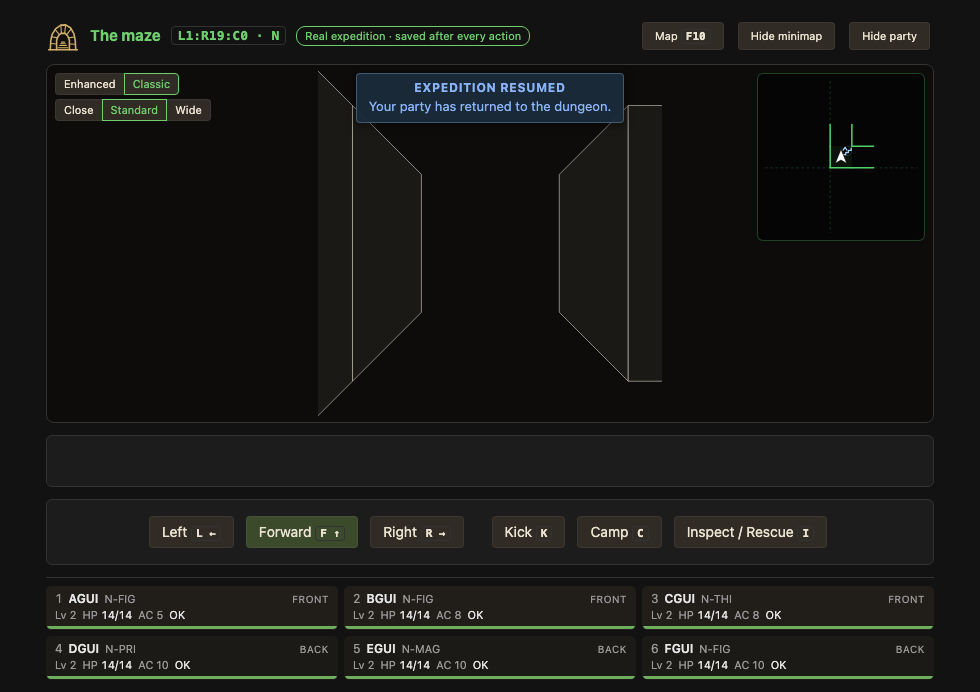 The maze L1:R19:C0 · N Real expedition · saved after every action Map F10 Hide minimap Hide party
Enhanced Classic
Close Standard Wide
EXPEDITION RESUMED
Your party has returned to the dungeon.
Left L ← Forward F ↑ Right R → Kick K Camp C Inspect / Rescue I
1 AGUI N-FIG FRONT
Lv 2 HP 14/14 AC 5 OK
2 BGUI N-FIG FRONT
Lv 2 HP 14/14 AC 8 OK
3 CGUI N-THI FRONT
Lv 2 HP 14/14 AC 8 OK
4 DGUI N-PRI BACK
Lv 2 HP 14/14 AC 10 OK
5 EGUI N-MAG BACK
Lv 2 HP 14/14 AC 10 OK
6 FGUI N-FIG BACK
Lv 2 HP 14/14 AC 10 OK